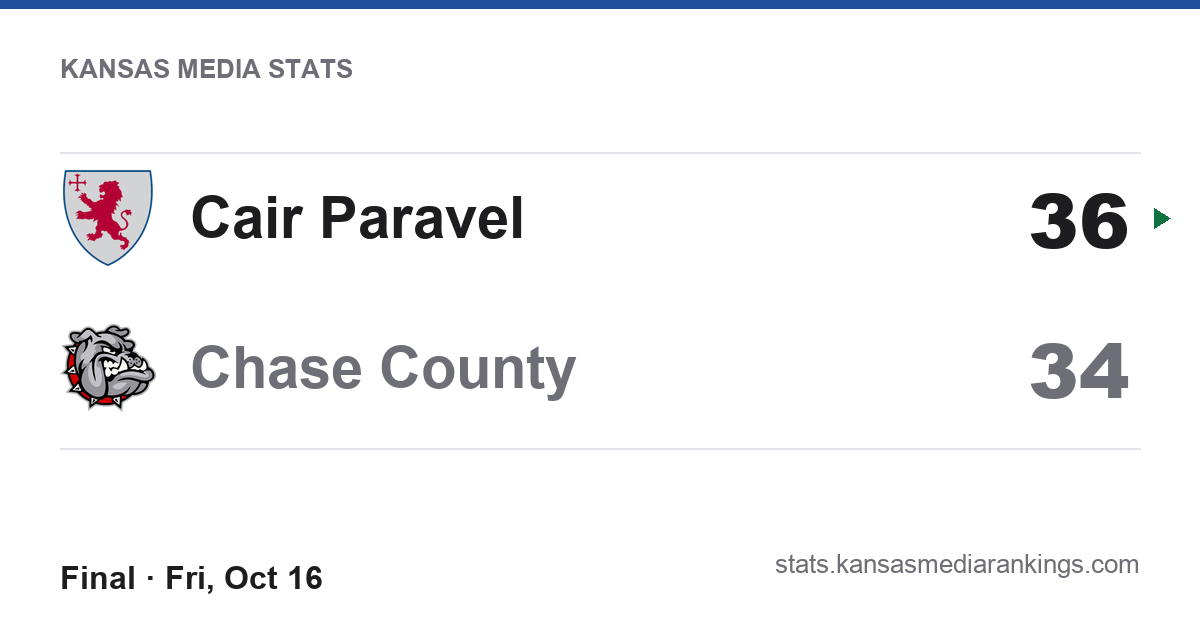 KANSAS MEDIA STATS
Cair Paravel 36
Chase County 34
Final · Fri, Oct 16
stats.kansasmediarankings.com